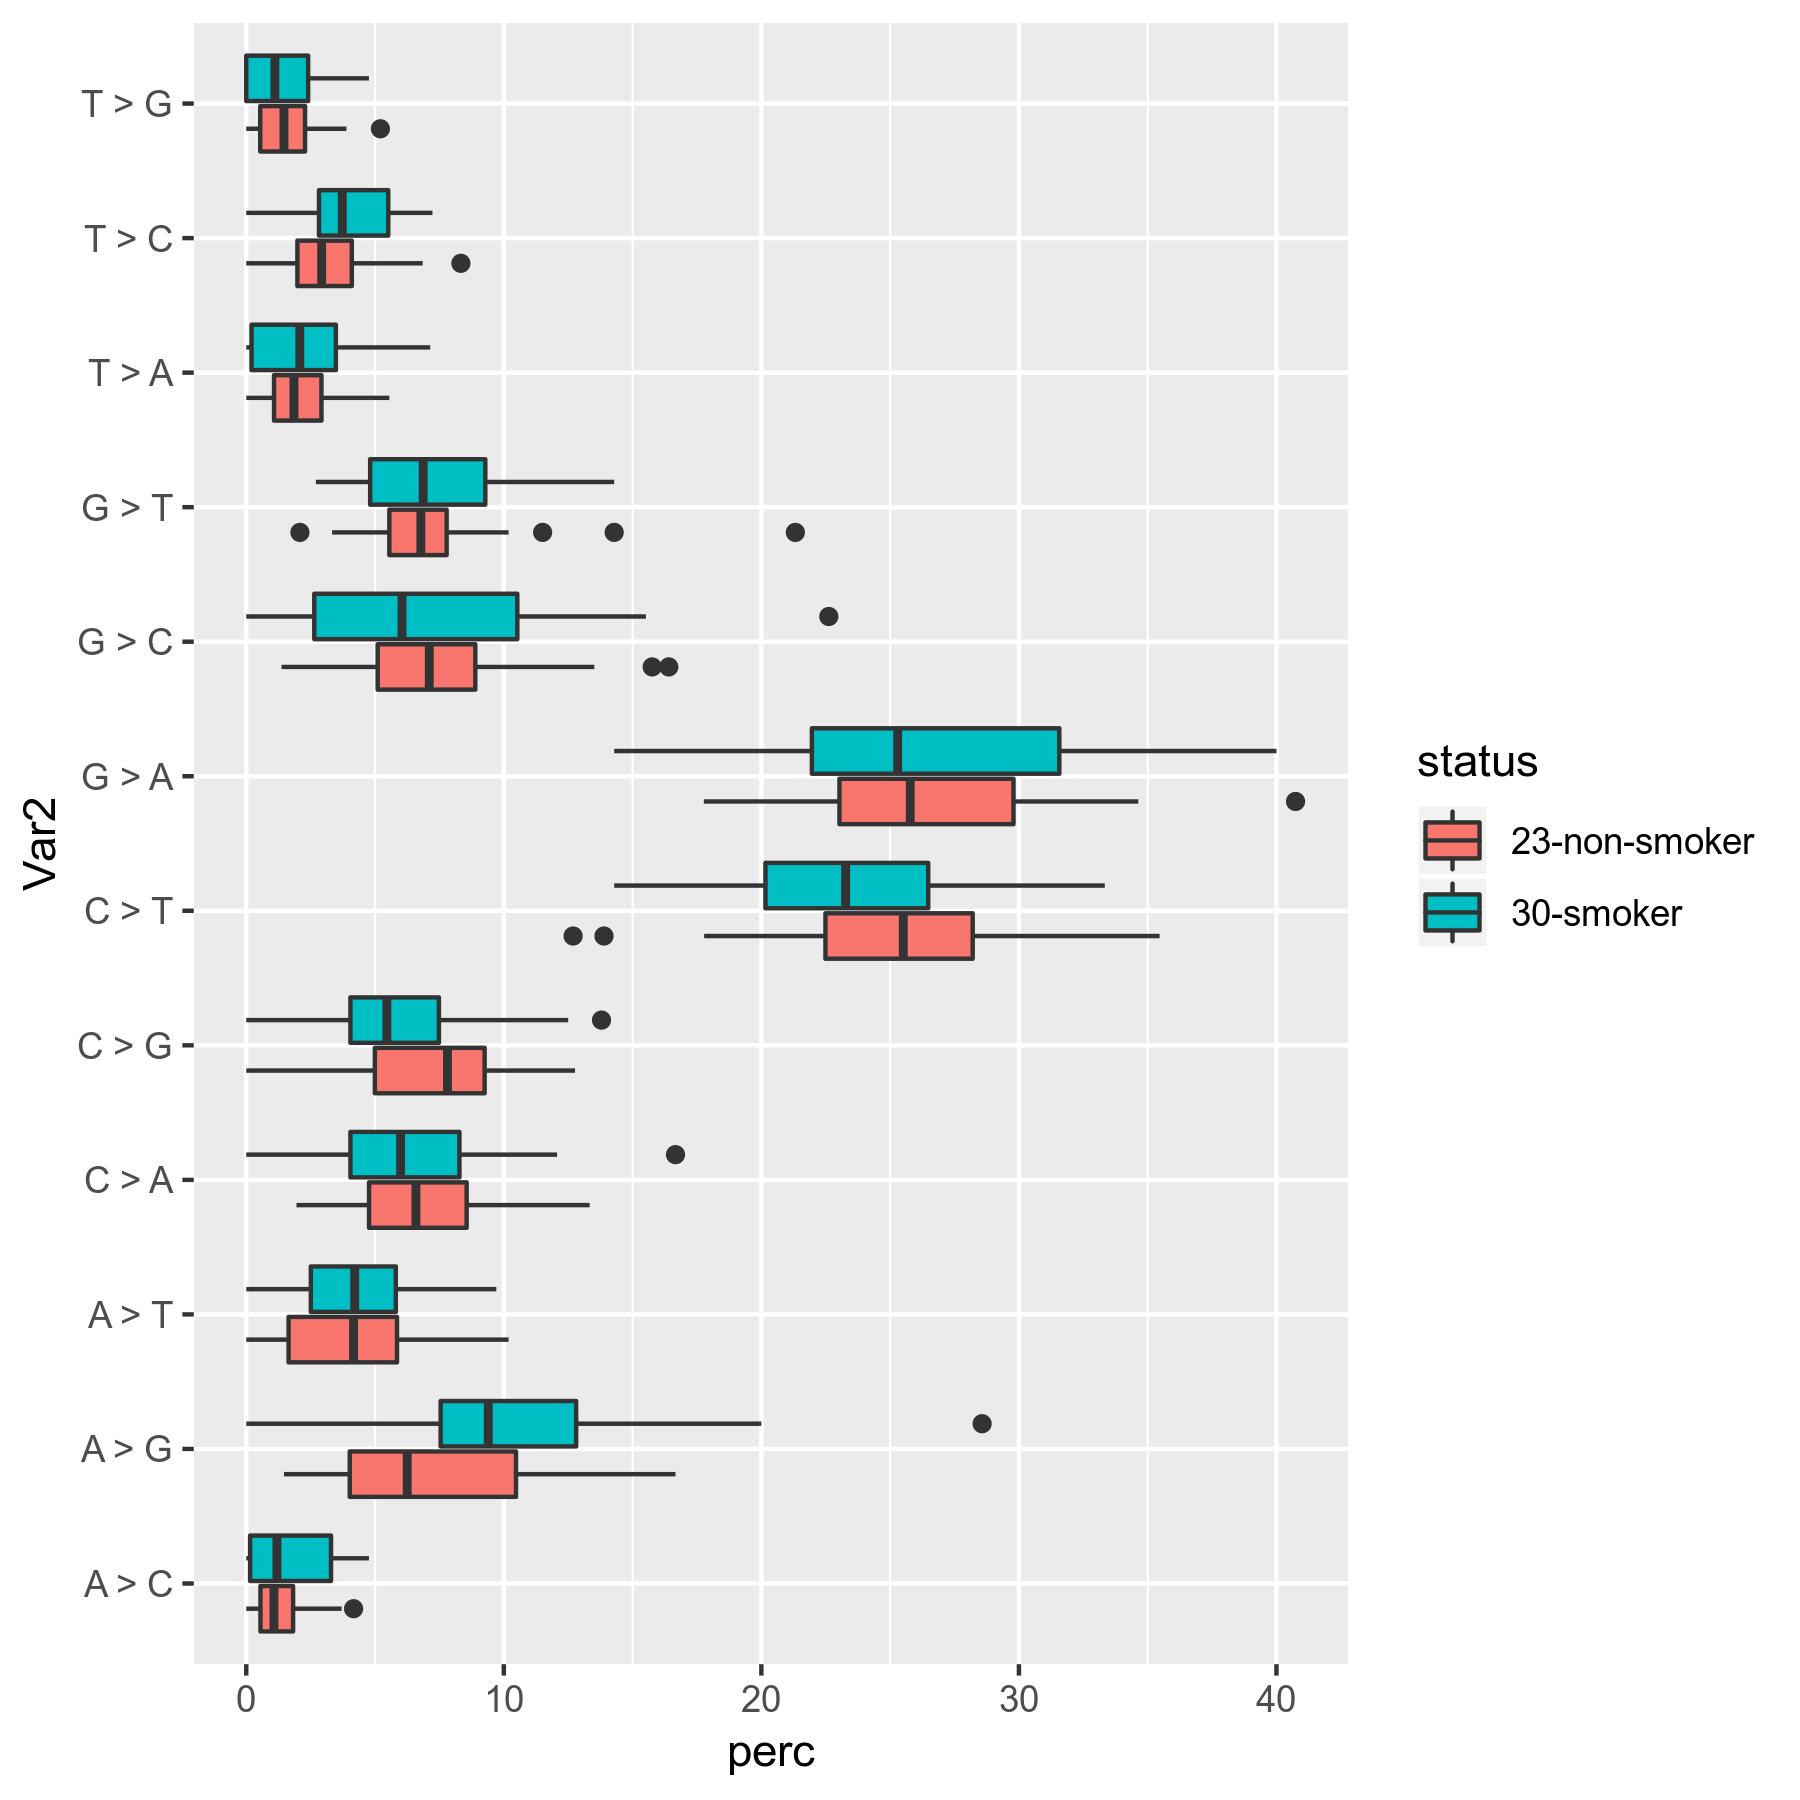 T > G
T > C
T > A
G > T
G > C
G > A
C > T
C > G
C > A
A > T
A > G
A > C
Var2
0 10 20 30 40
perc
status
23-non-smoker
30-smoker